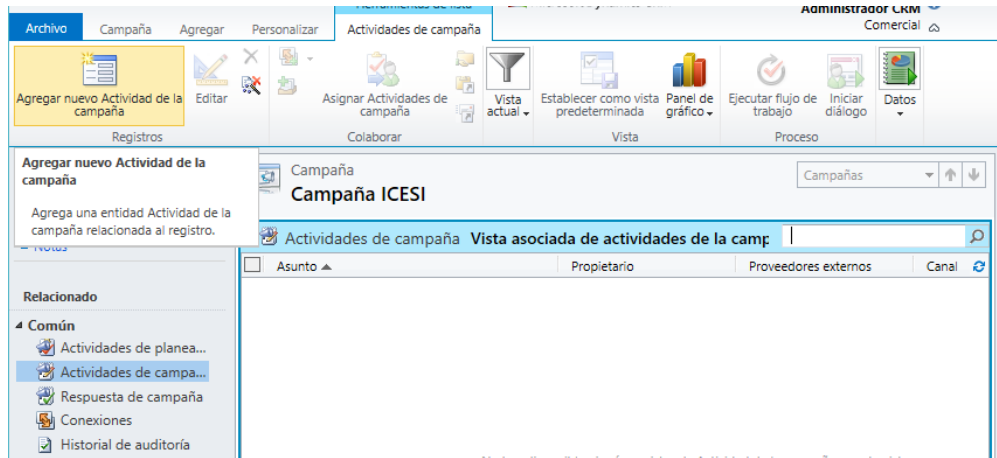 Herramientas de lista
Administrador CRM
Comercial
Archivo Campaña Agregar Personalizar Actividades de campaña
Agregar nuevo Actividad de la campaña
Editar
Asignar Actividades de campaña
Vista actual
Establecer como vista predeterminada
Panel de gráfico
Ejecutar flujo de trabajo
Iniciar diálogo
Datos
Registros Colaborar Vista Proceso
Agregar nuevo Actividad de la
campaña
Agrega una entidad Actividad de la
campaña relacionada al registro.
Notas
Campaña
Campaña ICESI
Campañas
Actividades de campaña Vista asociada de actividades de la camp
Asunto Propietario Proveedores externos Canal
Relacionado
Común
Actividades de planea...
Actividades de campa...
Respuesta de campaña
Conexiones
Historial de auditoría